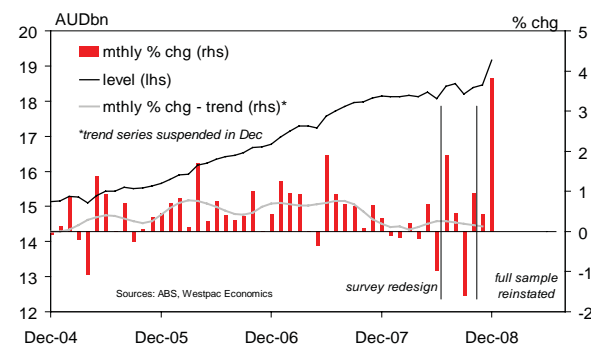 AUDbn
% chg
20
19
18
17
16
15
14
13
12
5
4
3
2
1
0
-1
-2
mthly % chg (rhs)
level (lhs)
mthly % chg - trend (rhs)*
*trend series suspended in Dec
Sources: ABS, Westpac Economics
survey redesign
full sample
reinstated
Dec-04
Dec-05
Dec-06
Dec-07
Dec-08